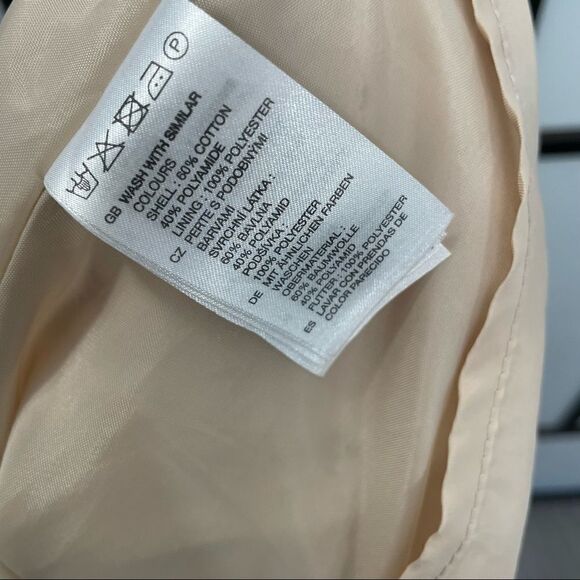 P
GB WASH WITH SIMILAR
COLOURS
SHELL : 60% COTTON
40% POLYAMIDE
LINING : 100% POLYESTER
CZ PERTE S PODOBNÝMI
BARVAMI
SVRCHNÍ LÁTKA :
60% BAVLNA
40% POLYAMID
PODŠÍVKA :
100% POLYESTER
DE MIT ÄHNLICHEN FARBEN
WASCHEN
OBERMATERIAL :
60% BAUMWOLLE
40% POLYAMID
FUTTER: 100% POLYESTER
ES LAVAR CON PRENDAS DE
COLOR PARECIDO